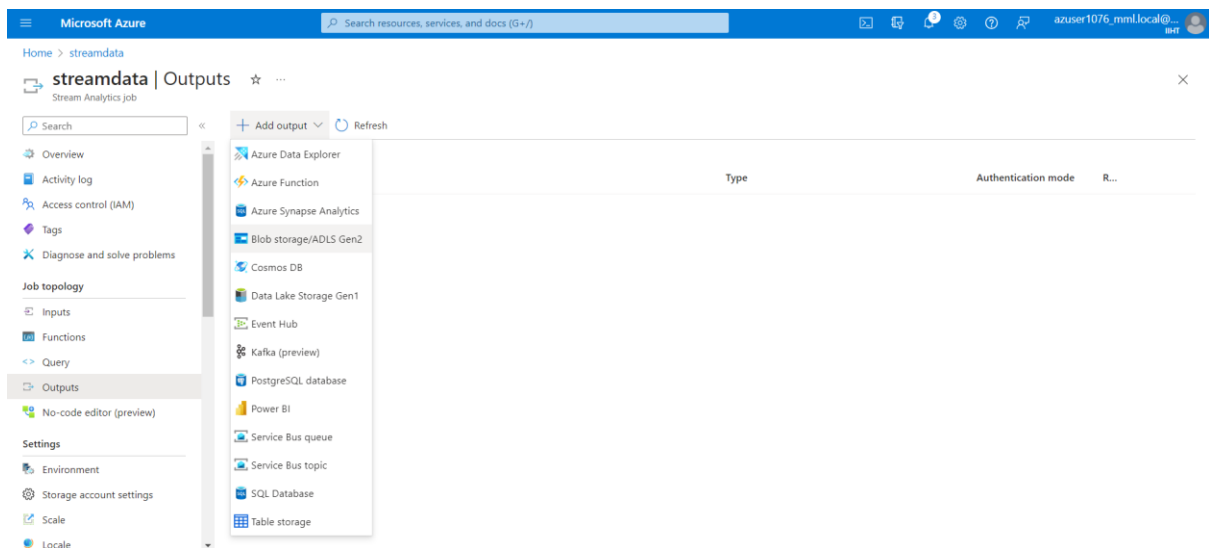 Microsoft Azure
Search resources, services, and docs (G+/)
3
azuser1076_mml.local@...
IIHT
Home > streamdata
streamdata | Outputs
Stream Analytics job
Search
Add output
Refresh
Overview
Activity log
Access control (IAM)
Tags
Diagnose and solve problems
Job topology
Inputs
Functions
Query
Outputs
No-code editor (preview)
Settings
Environment
Storage account settings
Scale
Locale
Azure Data Explorer
Azure Function
Azure Synapse Analytics
Blob storage/ADLS Gen2
Cosmos DB
Data Lake Storage Gen1
Event Hub
Kafka (preview)
PostgreSQL database
Power BI
Service Bus queue
Service Bus topic
SQL Database
Table storage
Type
Authentication mode
R...